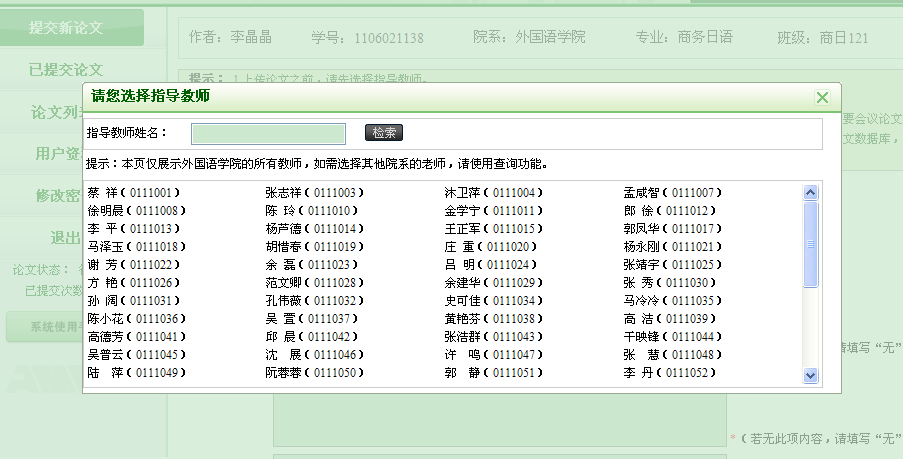 提交新论文
作者：李晶晶 学号：1106021138 院系：外国语学院 专业：商务日语 班级：商日121
已提交论文
提示：1上传论文之前，请先选择指导教师。
请您选择指导教师
论文列
指导教师姓名： 检索
要会议论文
文数据库，
用户资
提示：本页仅展示外国语学院的所有教师，如需选择其他院系的老师，请使用查询功能。
修改密
蔡 祥（0111001） 张志祥（0111003） 沐卫萍（0111004） 孟咸智（0111007）
徐明晨（0111008） 陈 玲（0111010） 金学宁（0111011） 郎 徐（0111012）
李 平（0111013） 杨芦德（0111014） 王正军（0111015） 郭凤华（0111017）
退出
马泽玉（0111018） 胡惜春（0111019） 庄 重（0111020） 杨永刚（0111021）
谢 芳（0111022） 余 磊（0111023） 吕 明（0111024） 张靖宇（0111025）
论文状态：
方 艳（0111026） 范文卿（0111028） 余建华（0111029） 张 秀（0111030）
已提交次数
孙 阔（0111031） 孔伟薇（0111032） 史可佳（0111034） 马冷冷（0111035）
陈小花（0111036） 吴 萱（0111037） 黄艳芬（0111038） 高 洁（0111039）
系统使用
高德芳（0111041） 邱 晨（0111042） 张洁群（0111043） 干映锋（0111044）
吴普云（0111045） 沈 展（0111046） 许 鸣（0111047） 张 慧（0111048）
请填写“无”
陆 萍（0111049） 阮蓉蓉（0111050） 郭 静（0111051） 李 丹（0111052）
*（若无此项内容，请填写“无”